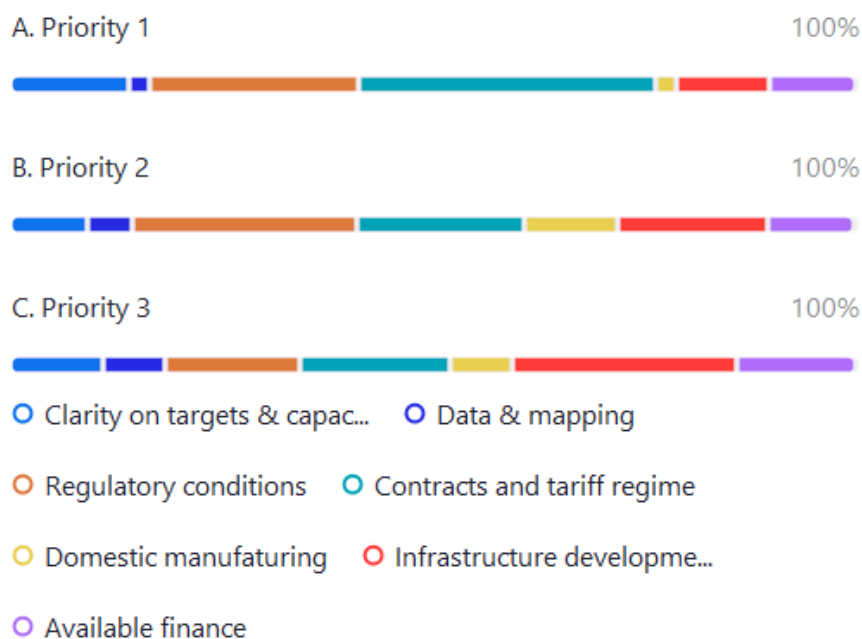 A. Priority 1 100%
B. Priority 2 100%
C. Priority 3 100%
Clarity on targets & capac... Data & mapping
Regulatory conditions Contracts and tariff regime
Domestic manufaturing Infrastructure developme...
Available finance